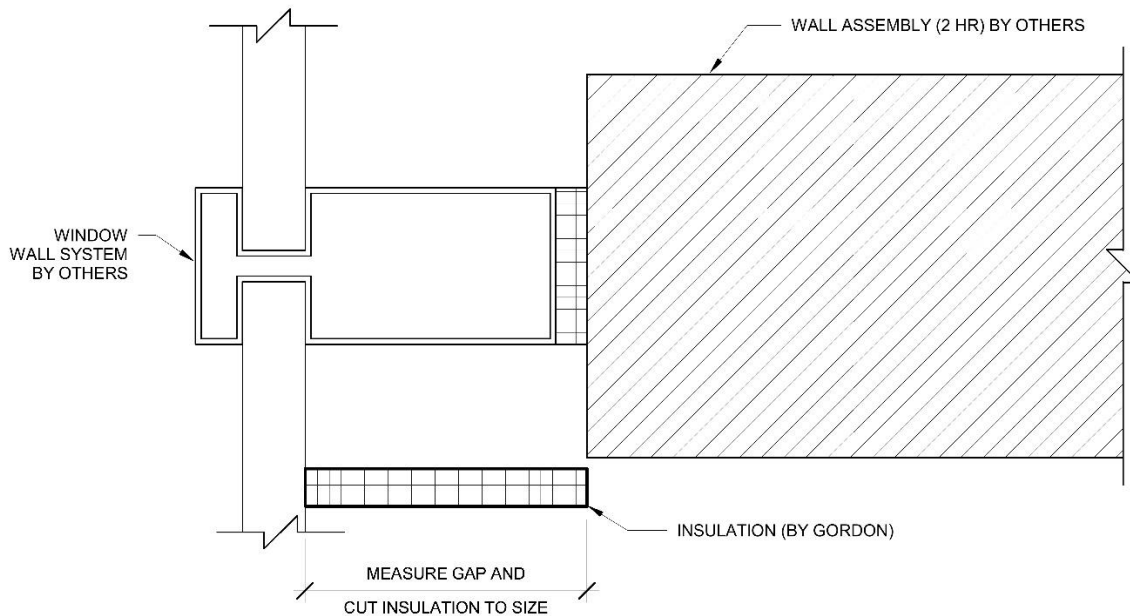 WALL ASSEMBLY (2 HR) BY OTHERS
WINDOW
WALL SYSTEM
BY OTHERS
INSULATION (BY GORDON)
MEASURE GAP AND
CUT INSULATION TO SIZE